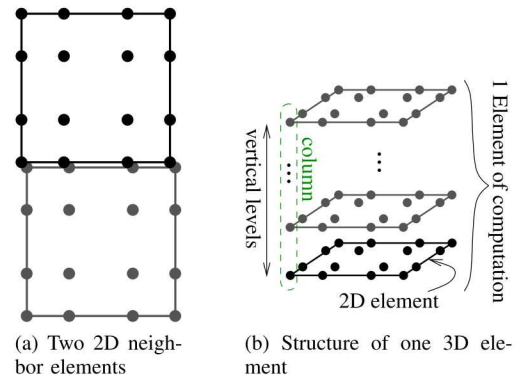 vertical levels
column
1 Element of computation
2D element
(a) Two 2D neigh-
bor elements
(b) Structure of one 3D ele-
ment